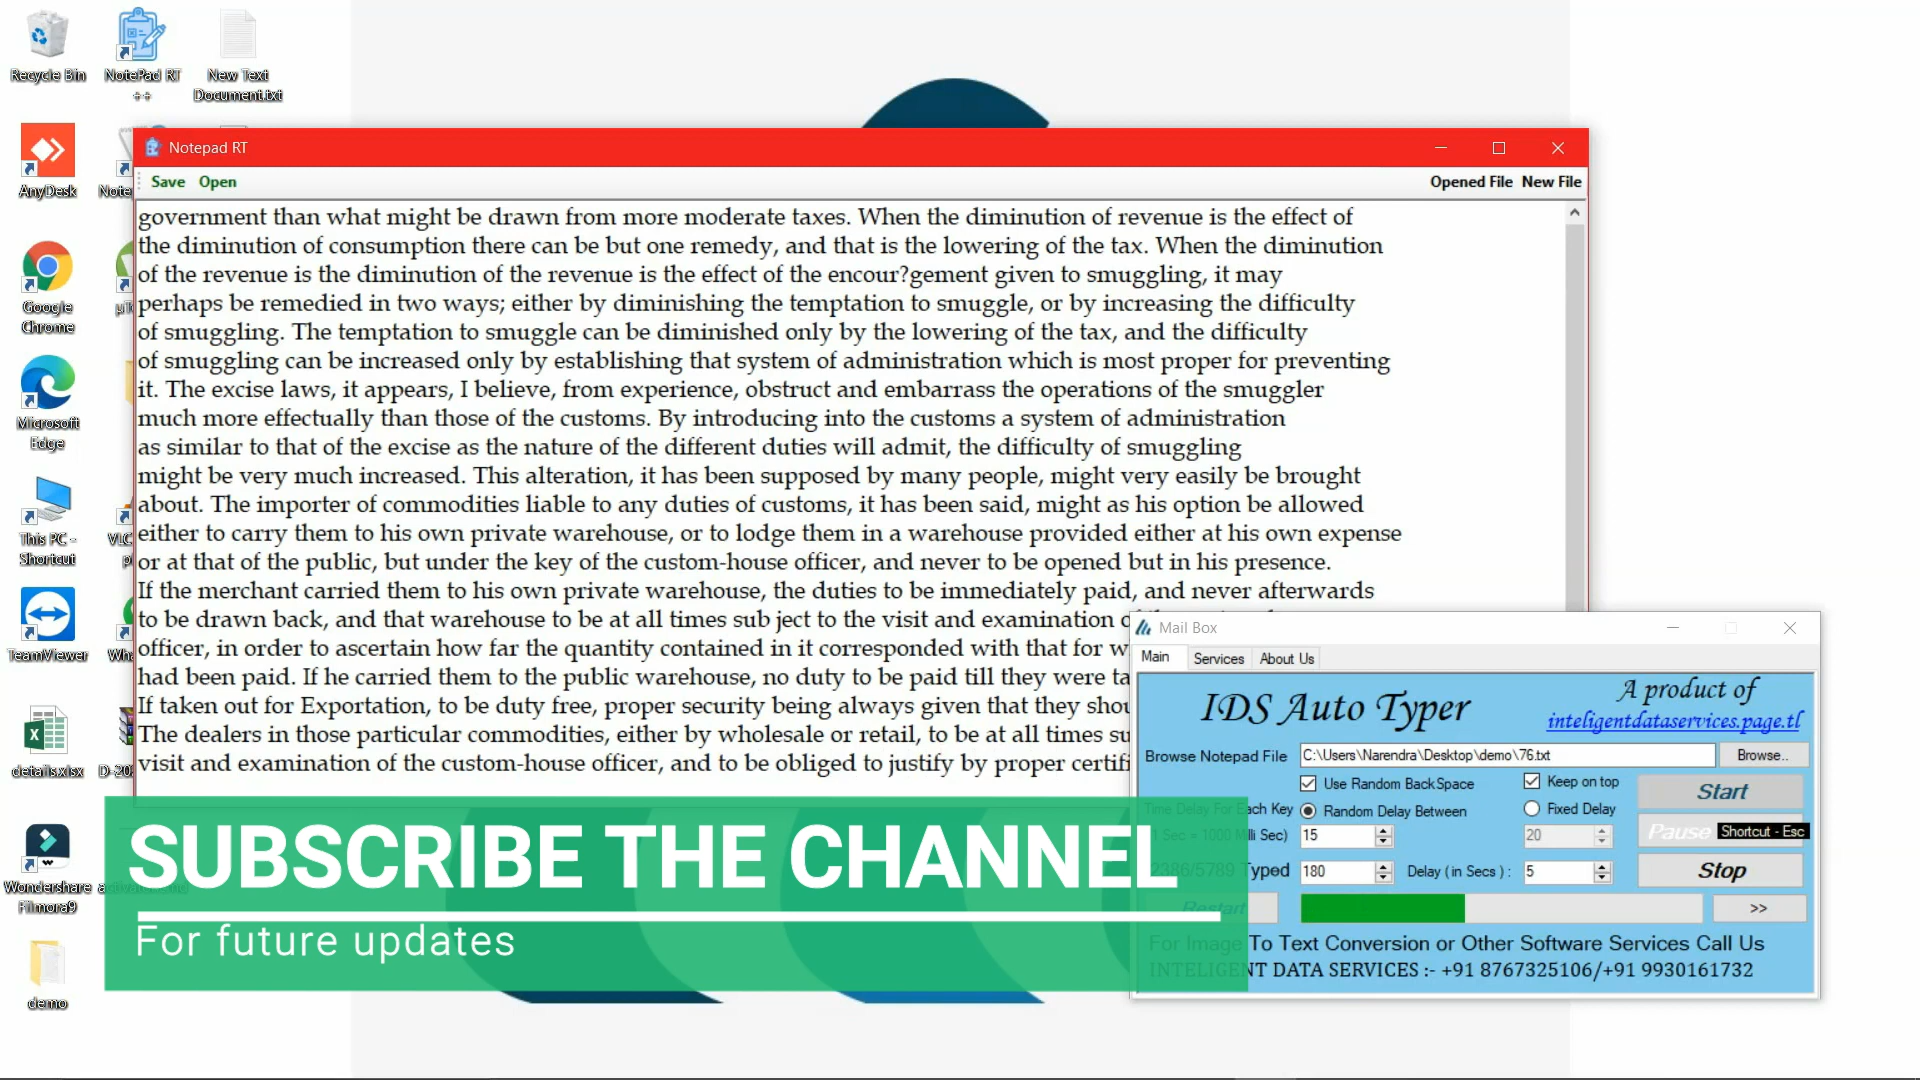 Recycle Bin
NotePad RT
++
New Text
Document.txt
AnyDesk
Google
Chrome
Microsoft
Edge
This PC -
Shortcut
TeamViewer
details.xlsx
Wondershare
Filmora9
demo
Notepad RT
Save Open
Opened File New File
government than what might be drawn from more moderate taxes. When the diminution of revenue is the effect of
the diminution of consumption there can be but one remedy, and that is the lowering of the tax. When the diminution
of the revenue is the diminution of the revenue is the effect of the encour?gement given to smuggling, it may
perhaps be remedied in two ways; either by diminishing the temptation to smuggle, or by increasing the difficulty
of smuggling. The temptation to smuggle can be diminished only by the lowering of the tax, and the difficulty
of smuggling can be increased only by establishing that system of administration which is most proper for preventing
it. The excise laws, it appears, I believe, from experience, obstruct and embarrass the operations of the smuggler
much more effectually than those of the customs. By introducing into the customs a system of administration
as similar to that of the excise as the nature of the different duties will admit, the difficulty of smuggling
might be very much increased. This alteration, it has been supposed by many people, might very easily be brought
about. The importer of commodities liable to any duties of customs, it has been said, might as his option be allowed
either to carry them to his own private warehouse, or to lodge them in a warehouse provided either at his own expense
or at that of the public, but under the key of the custom-house officer, and never to be opened but in his presence.
If the merchant carried them to his own private warehouse, the duties to be immediately paid, and never afterwards
to be drawn back, and that warehouse to be at all times sub ject to the visit and examination
officer, in order to ascertain how far the quantity contained in it corresponded with that for
had been paid. If he carried them to the public warehouse, no duty to be paid till they were
If taken out for Exportation, to be duty free, proper security being always given that they
The dealers in those particular commodities, either by wholesale or retail, to be at all times
visit and examination of the custom-house officer, and to be obliged to justify by proper
Mail Box
Main Services About Us
IDS Auto Typer
A product of
inteligentdataservices.page.tl
Browse Notepad File C:\Users\Narendra\Desktop\demo\76.txt Browse..
Use Random BackSpace Keep on top Start
Time Delay For Each Key Random Delay Between Fixed Delay
(1 Sec = 1000 Milli Sec) 15 20 Pause Shortcut - Esc
2386/5789 Typed 180 Delay (in Secs) : 5 Stop
Restart >>
For Image To Text Conversion or Other Software Services Call Us
INTELIGENT DATA SERVICES :- +91 8767325106/+91 9930161732
SUBSCRIBE THE CHANNEL
For future updates